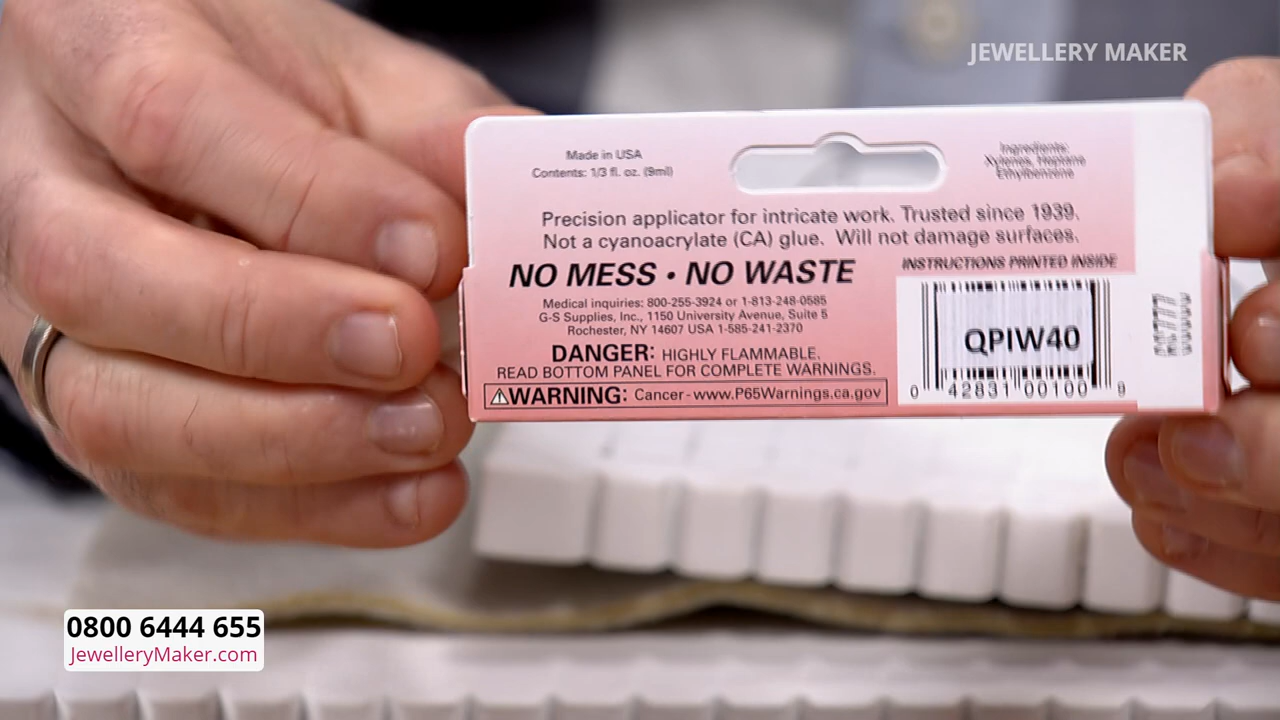 JEWELLERY MAKER
Made in USA
Contents: 1/3 fl. oz. (9ml)
Ingredients:
Xylenes, Heptane
Ethylbenzene
Precision applicator for intricate work. Trusted since 1939.
Not a cyanoacrylate (CA) glue. Will not damage surfaces.
NO MESS • NO WASTE
INSTRUCTIONS PRINTED INSIDE
Medical inquiries: 800-255-3924 or 1-813-248-0585
G-S Supplies, Inc., 1150 University Avenue, Suite 5
Rochester, NY 14607 USA 1-585-241-2370
DANGER: HIGHLY FLAMMABLE.
READ BOTTOM PANEL FOR COMPLETE WARNINGS.
⚠WARNING: Cancer - www.P65Warnings.ca.gov
QPIW40
0 42831 00100 9
0800 6444 655
JewelleryMaker.com